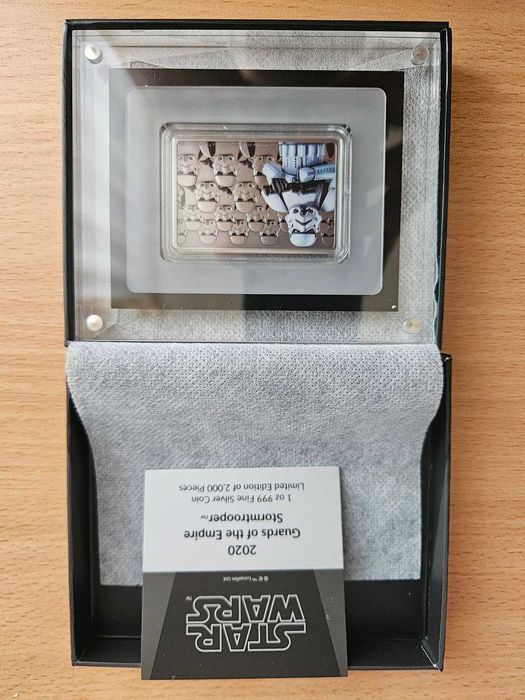 STAR
WARS™
© & ™ Lucasfilm Ltd.
2020
Guards of the Empire
Stormtrooper™
1 oz 999 Fine Silver Coin
Limited Edition of 2,000 Pieces